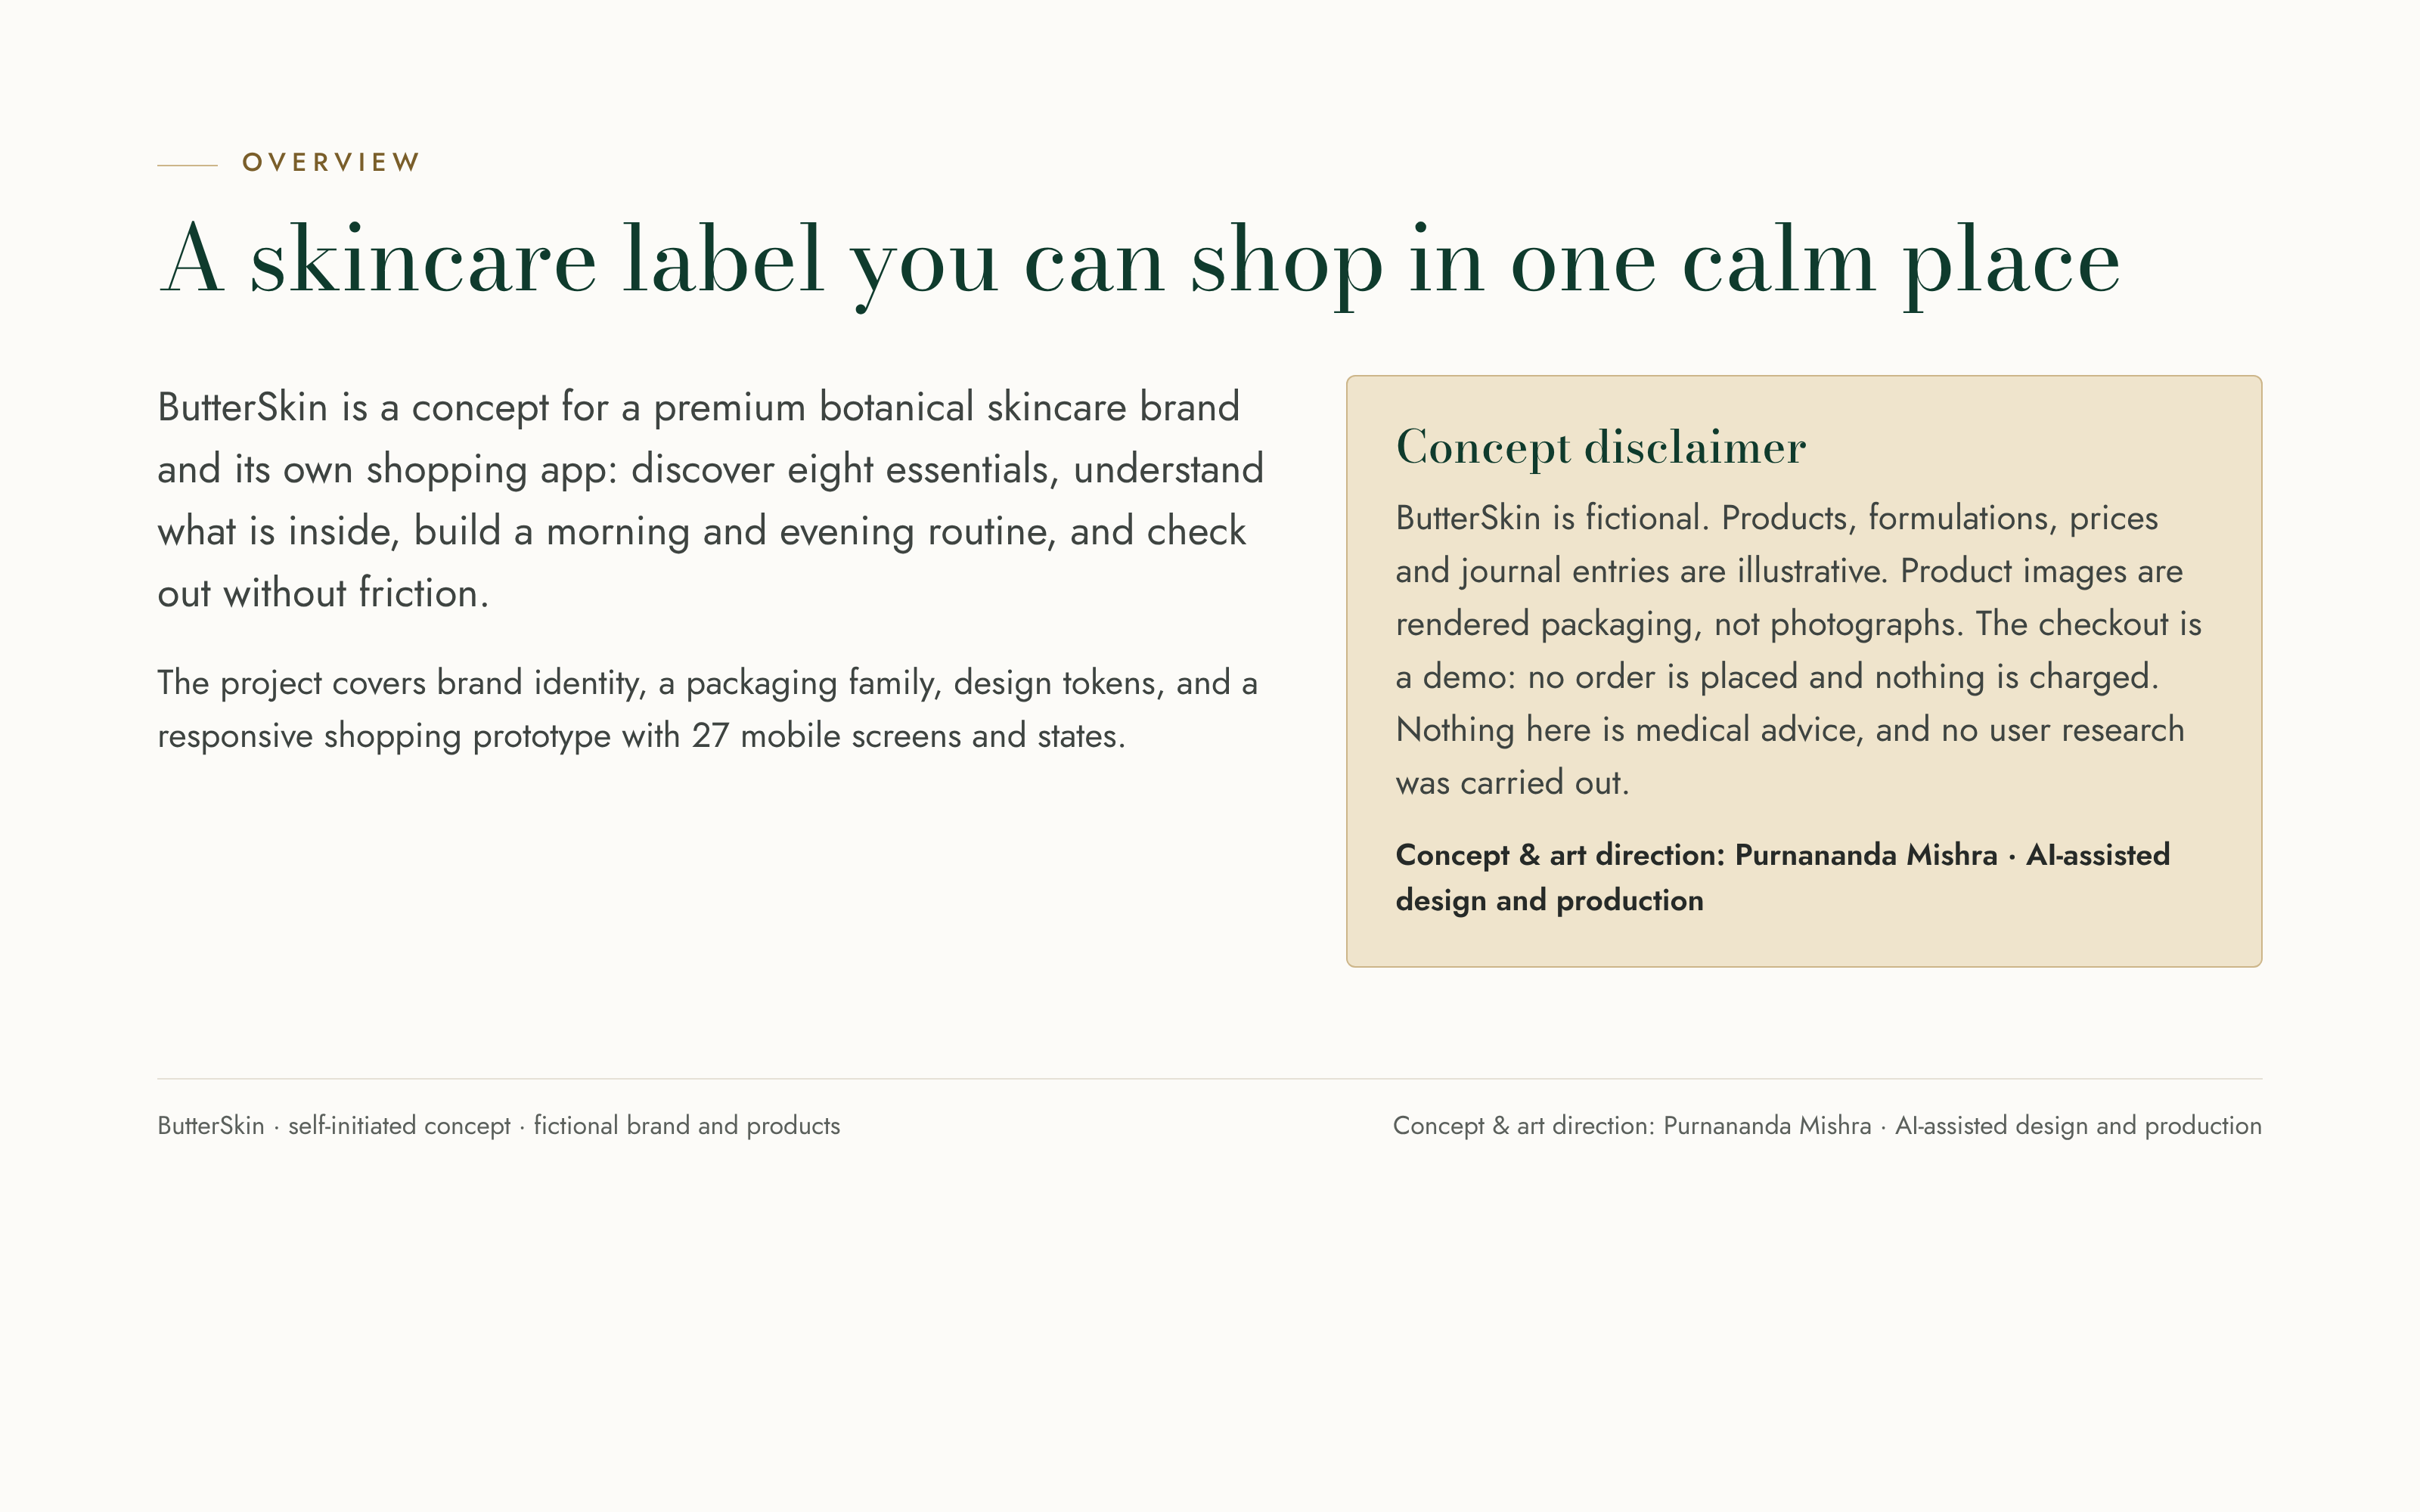 OVERVIEW
A skincare label you can shop in one calm place
ButterSkin is a concept for a premium botanical skincare brand
and its own shopping app: discover eight essentials, understand
what is inside, build a morning and evening routine, and check
out without friction.
The project covers brand identity, a packaging family, design tokens, and a
responsive shopping prototype with 27 mobile screens and states.
Concept disclaimer
ButterSkin is fictional. Products, formulations, prices
and journal entries are illustrative. Product images are
rendered packaging, not photographs. The checkout is
a demo: no order is placed and nothing is charged.
Nothing here is medical advice, and no user research
was carried out.
Concept & art direction: Purnananda Mishra · AI-assisted
design and production
ButterSkin · self-initiated concept · fictional brand and products
Concept & art direction: Purnananda Mishra · AI-assisted design and production